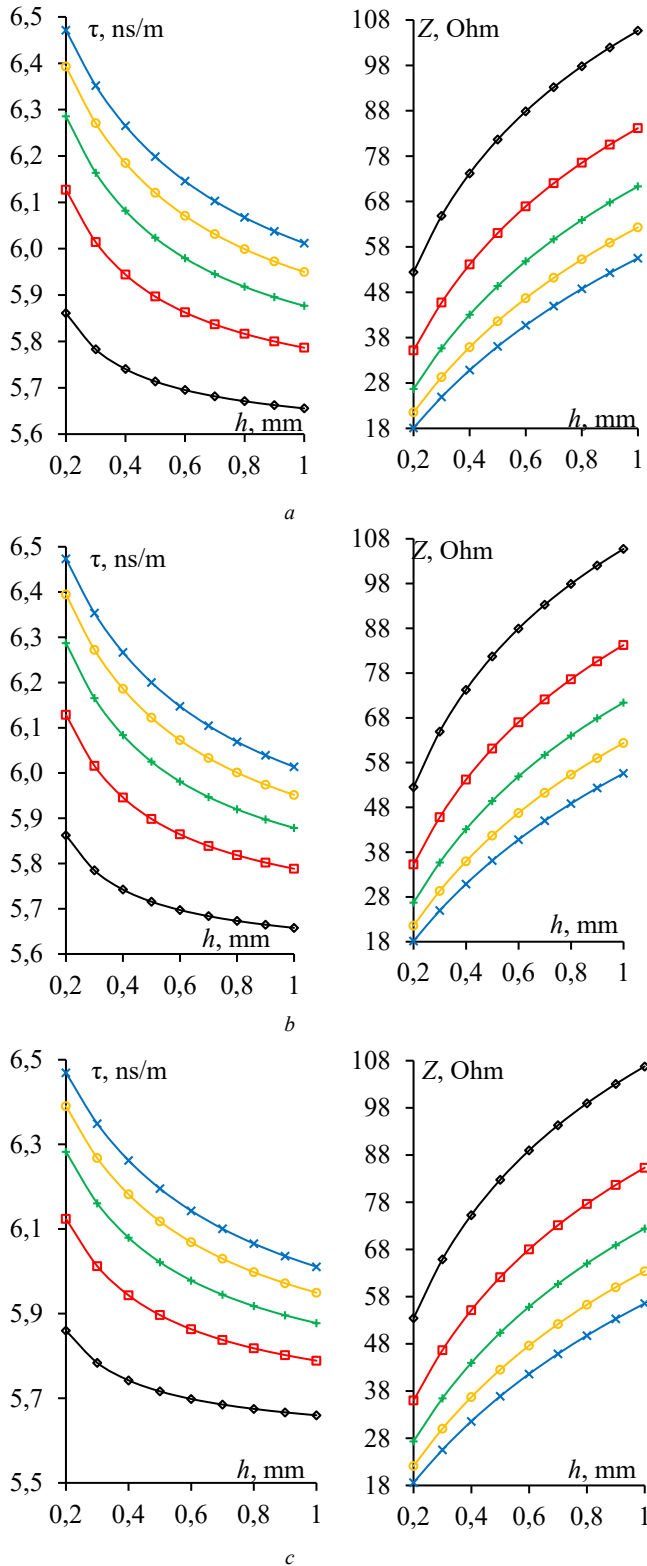 6,5
τ, ns/m
6,4
6,3
6,2
6,1
6,0
5,9
5,8
5,7
h, mm
5,6
0,2 0,4 0,6 0,8 1
108
Z, Ohm
98
88
78
68
58
48
38
28
h, mm
18
0,2 0,4 0,6 0,8 1
a
6,5
τ, ns/m
6,4
6,3
6,2
6,1
6,0
5,9
5,8
5,7
h, mm
5,6
0,2 0,4 0,6 0,8 1
108
Z, Ohm
98
88
78
68
58
48
38
28
h, mm
18
0,2 0,4 0,6 0,8 1
b
6,5
τ, ns/m
6,3
6,1
5,9
5,7
h, mm
5,5
0,2 0,4 0,6 0,8 1
108
Z, Ohm
98
88
78
68
58
48
38
28
h, mm
18
0,2 0,4 0,6 0,8 1
c